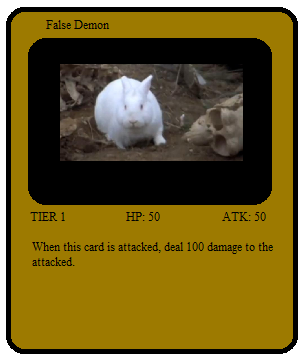 False Demon
TIER 1 HP: 50 ATK: 50
When this card is attacked, deal 100 damage to the
attacked.